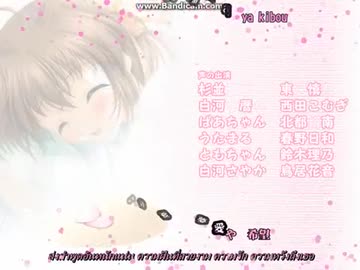 www.Bandicam.com
ya kibou
声の出演
杉並 東 悟
白河 暦 西田こむぎ
ばあちゃん 北都 南
うたまる 春野日和
ともちゃん 鈴木理乃
白河さやか 鳥居花音
愛や 希望